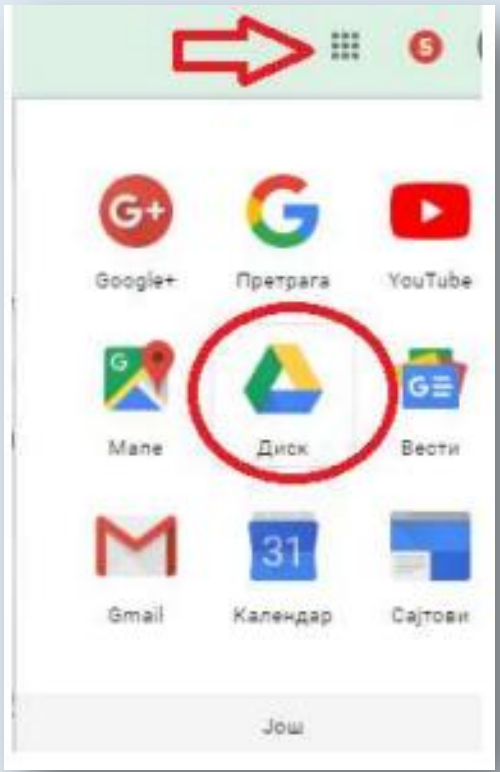 5
G+
G
Google+ Претрага YouTube
G
G
Мапе Диск Вести
31
Gmail Календар Сајтови
Још